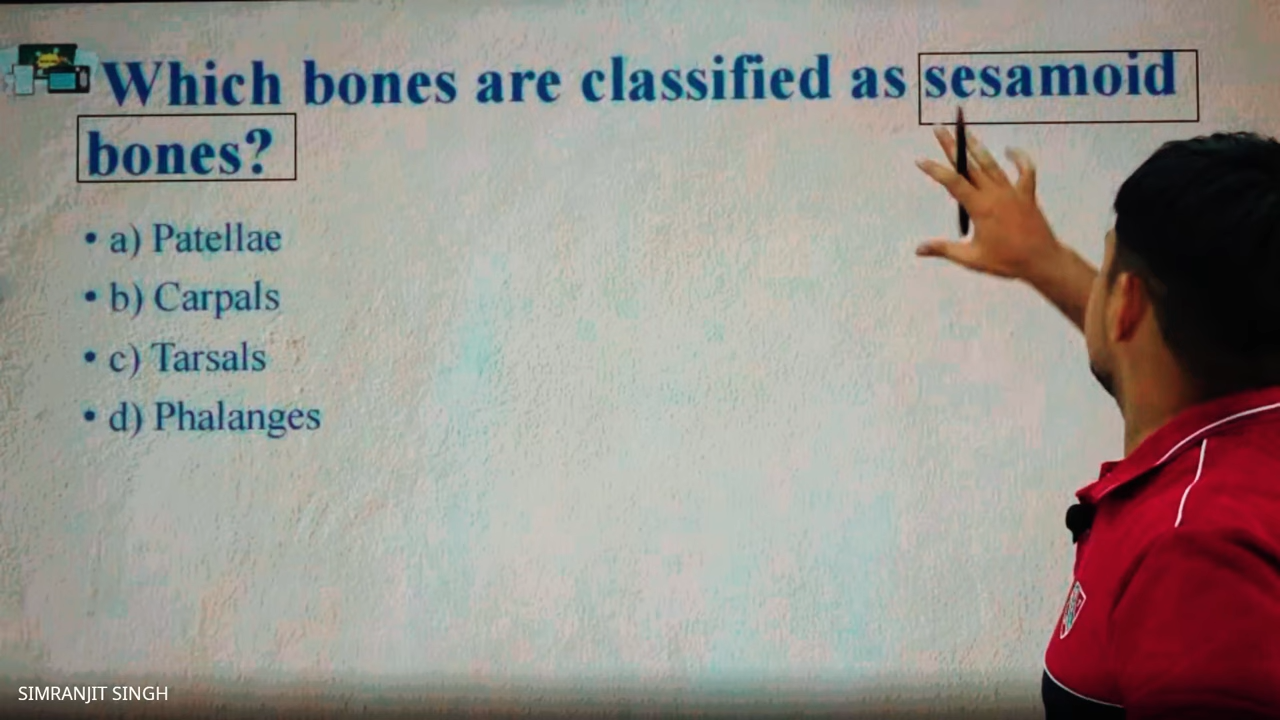 Which bones are classified as sesamoid
bones?
• a) Patellae
• b) Carpals
• c) Tarsals
• d) Phalanges
SIMRANJIT SINGH